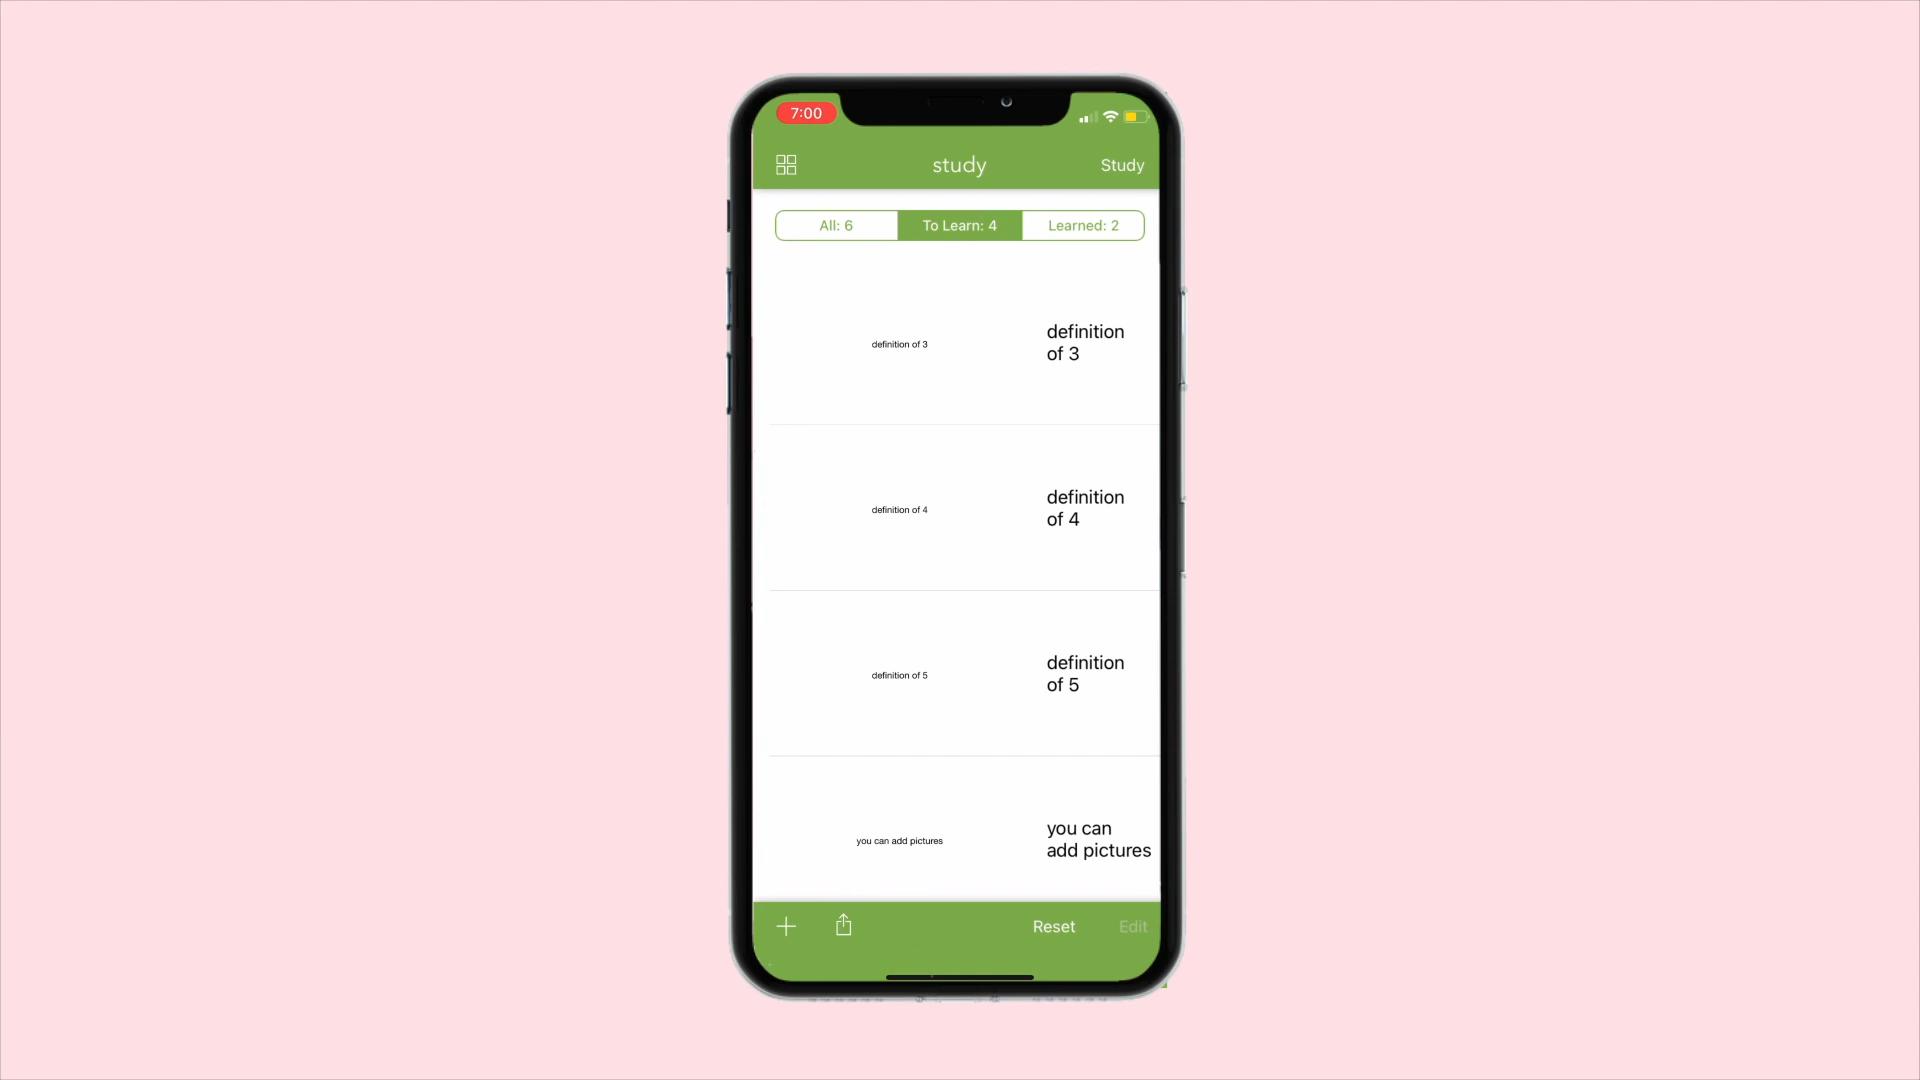 7:00
study
Study
All: 6
To Learn: 4
Learned: 2
definition of 3
definition
of 3
definition of 4
definition
of 4
definition of 5
definition
of 5
you can add pictures
you can
add pictures
Reset
Edit